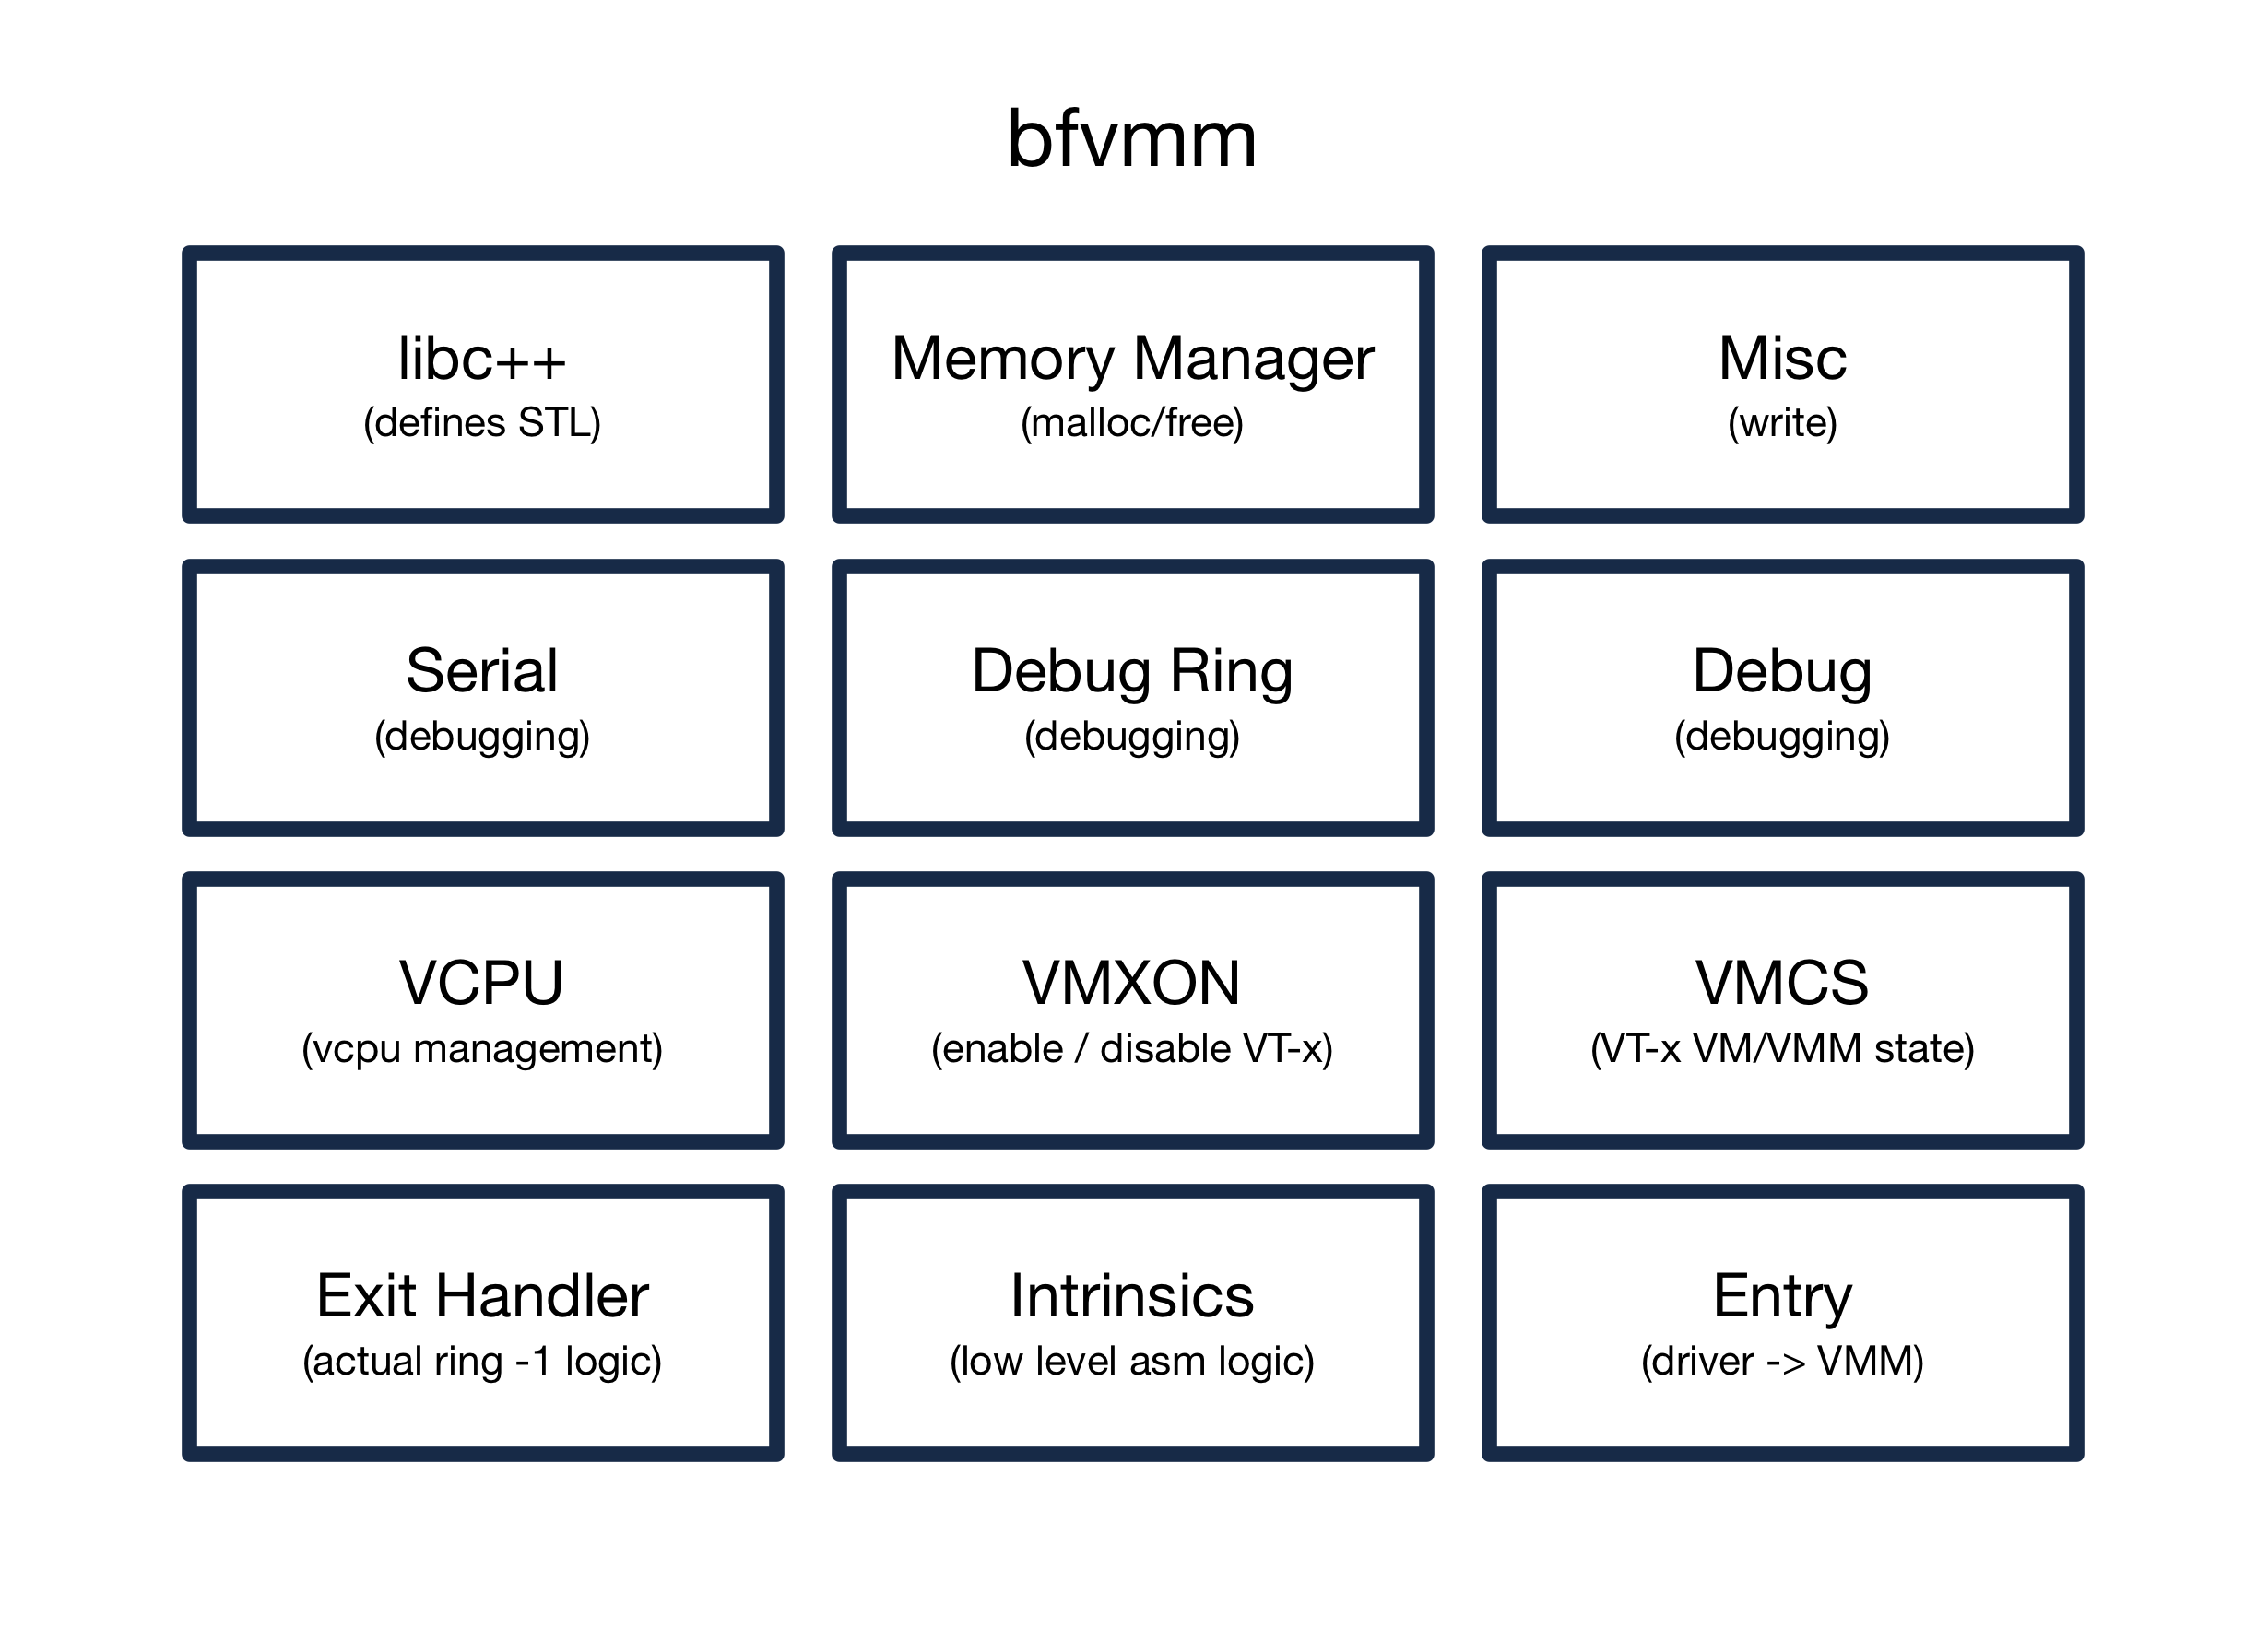 bfvmm
libc++
(defines STL)
Memory Manager
(malloc/free)
Misc
(write)
Serial
(debugging)
Debug Ring
(debugging)
Debug
(debugging)
VCPU
(vcpu management)
VMXON
(enable / disable VT-x)
VMCS
(VT-x VM/VMM state)
Exit Handler
(actual ring -1 logic)
Intrinsics
(low level asm logic)
Entry
(driver -> VMM)